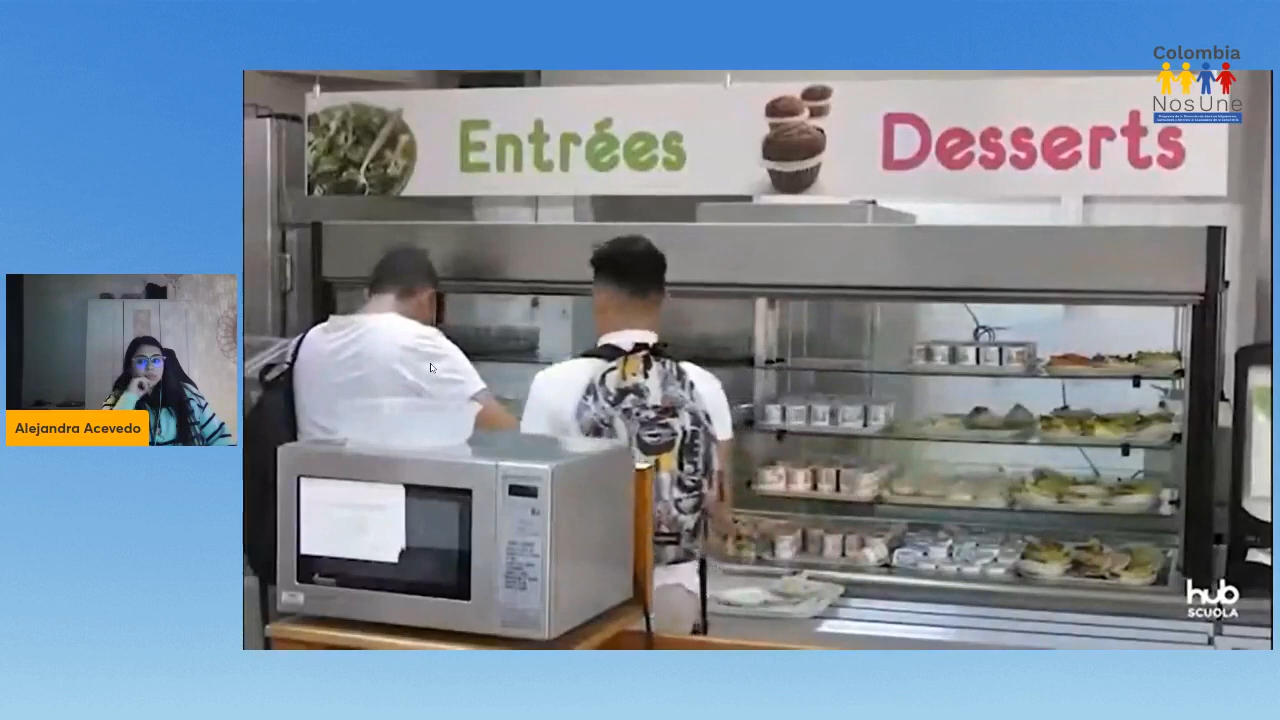 Colombia
NosUne
Entrées
Desserts
Alejandra Acevedo
hub
SCUOLA